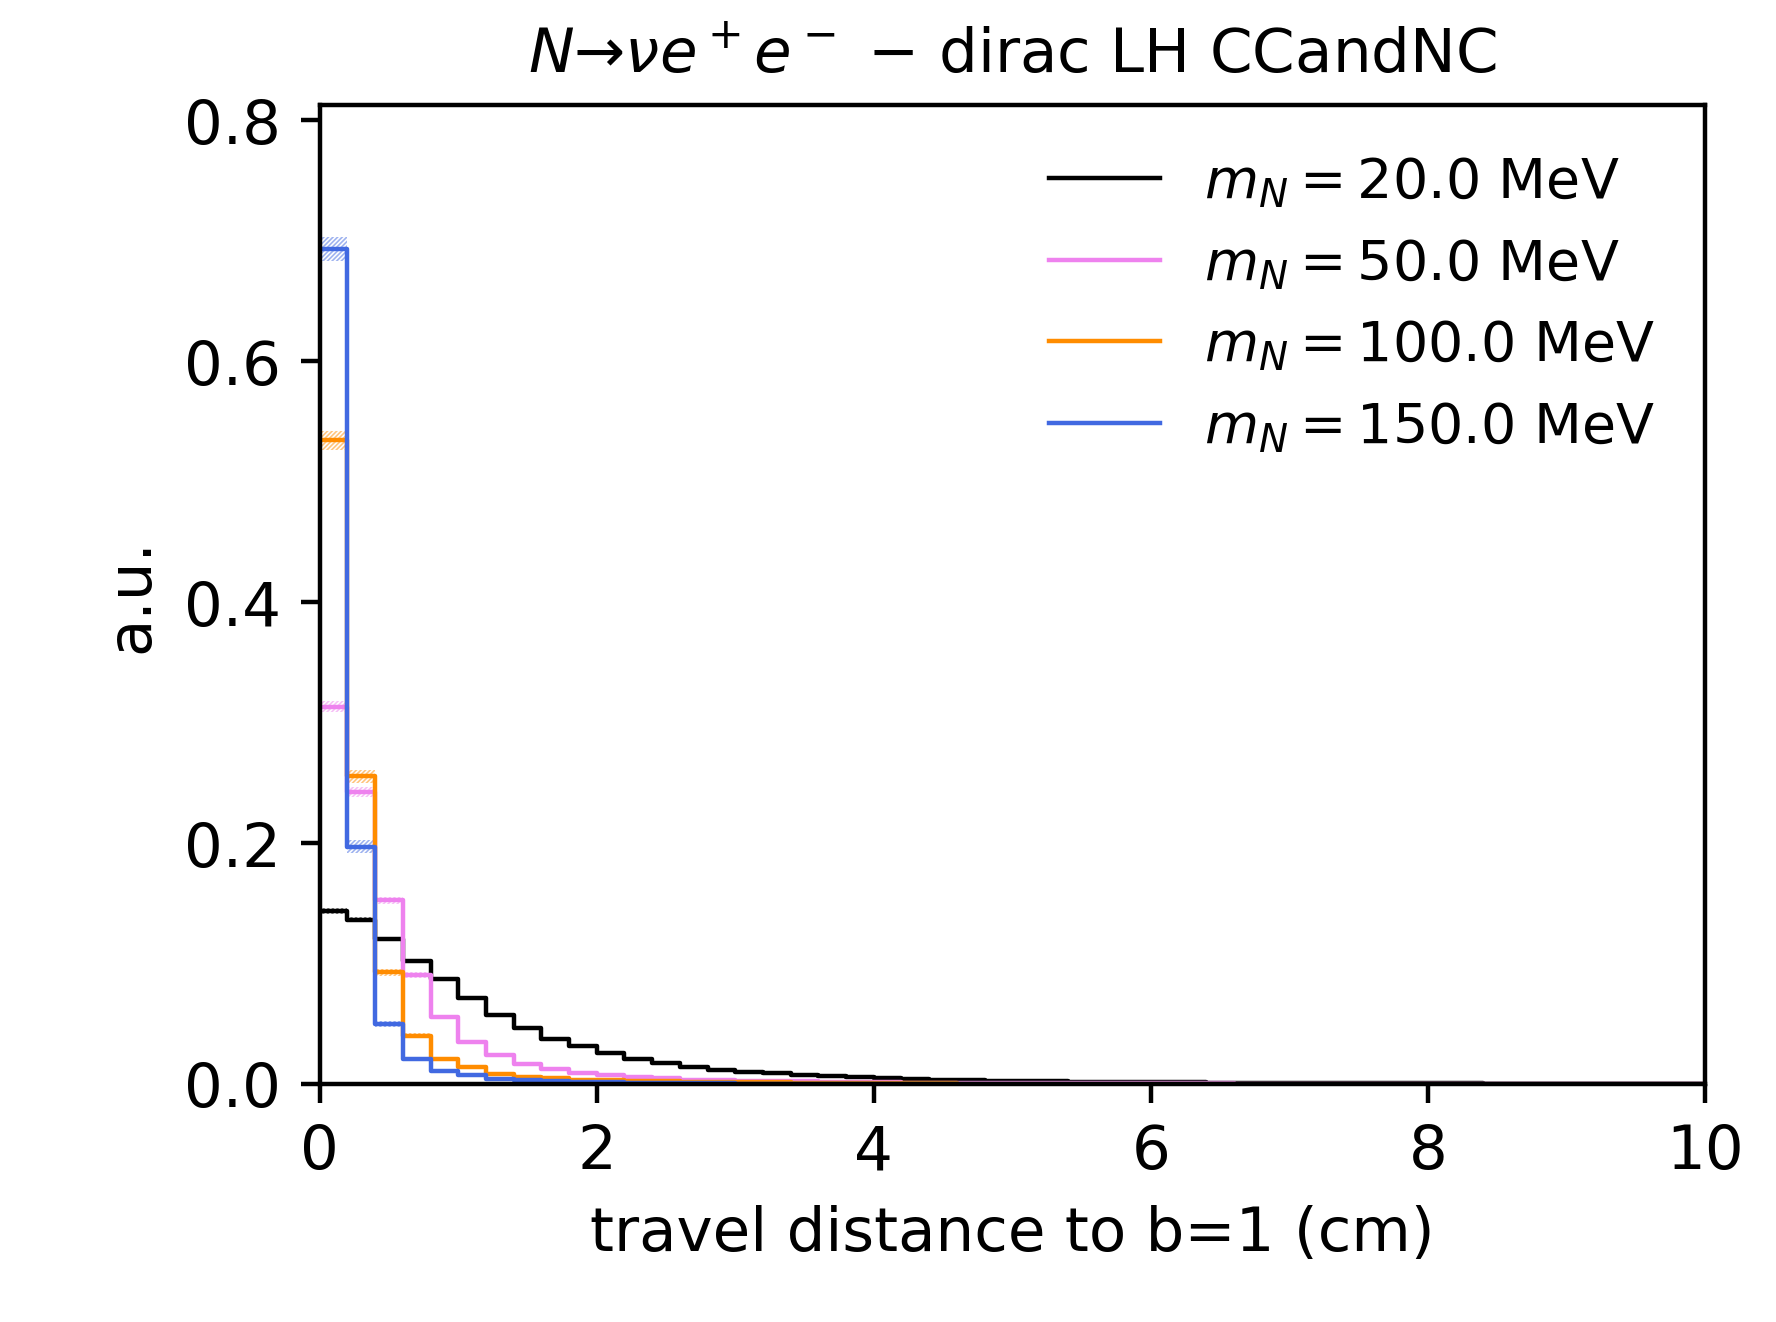 N→νe⁺e⁻ − dirac LH CCandNC
0.8
0.6
0.4
0.2
0.0
a.u.
m_N = 20.0 MeV
m_N = 50.0 MeV
m_N = 100.0 MeV
m_N = 150.0 MeV
0 2 4 6 8 10
travel distance to b=1 (cm)